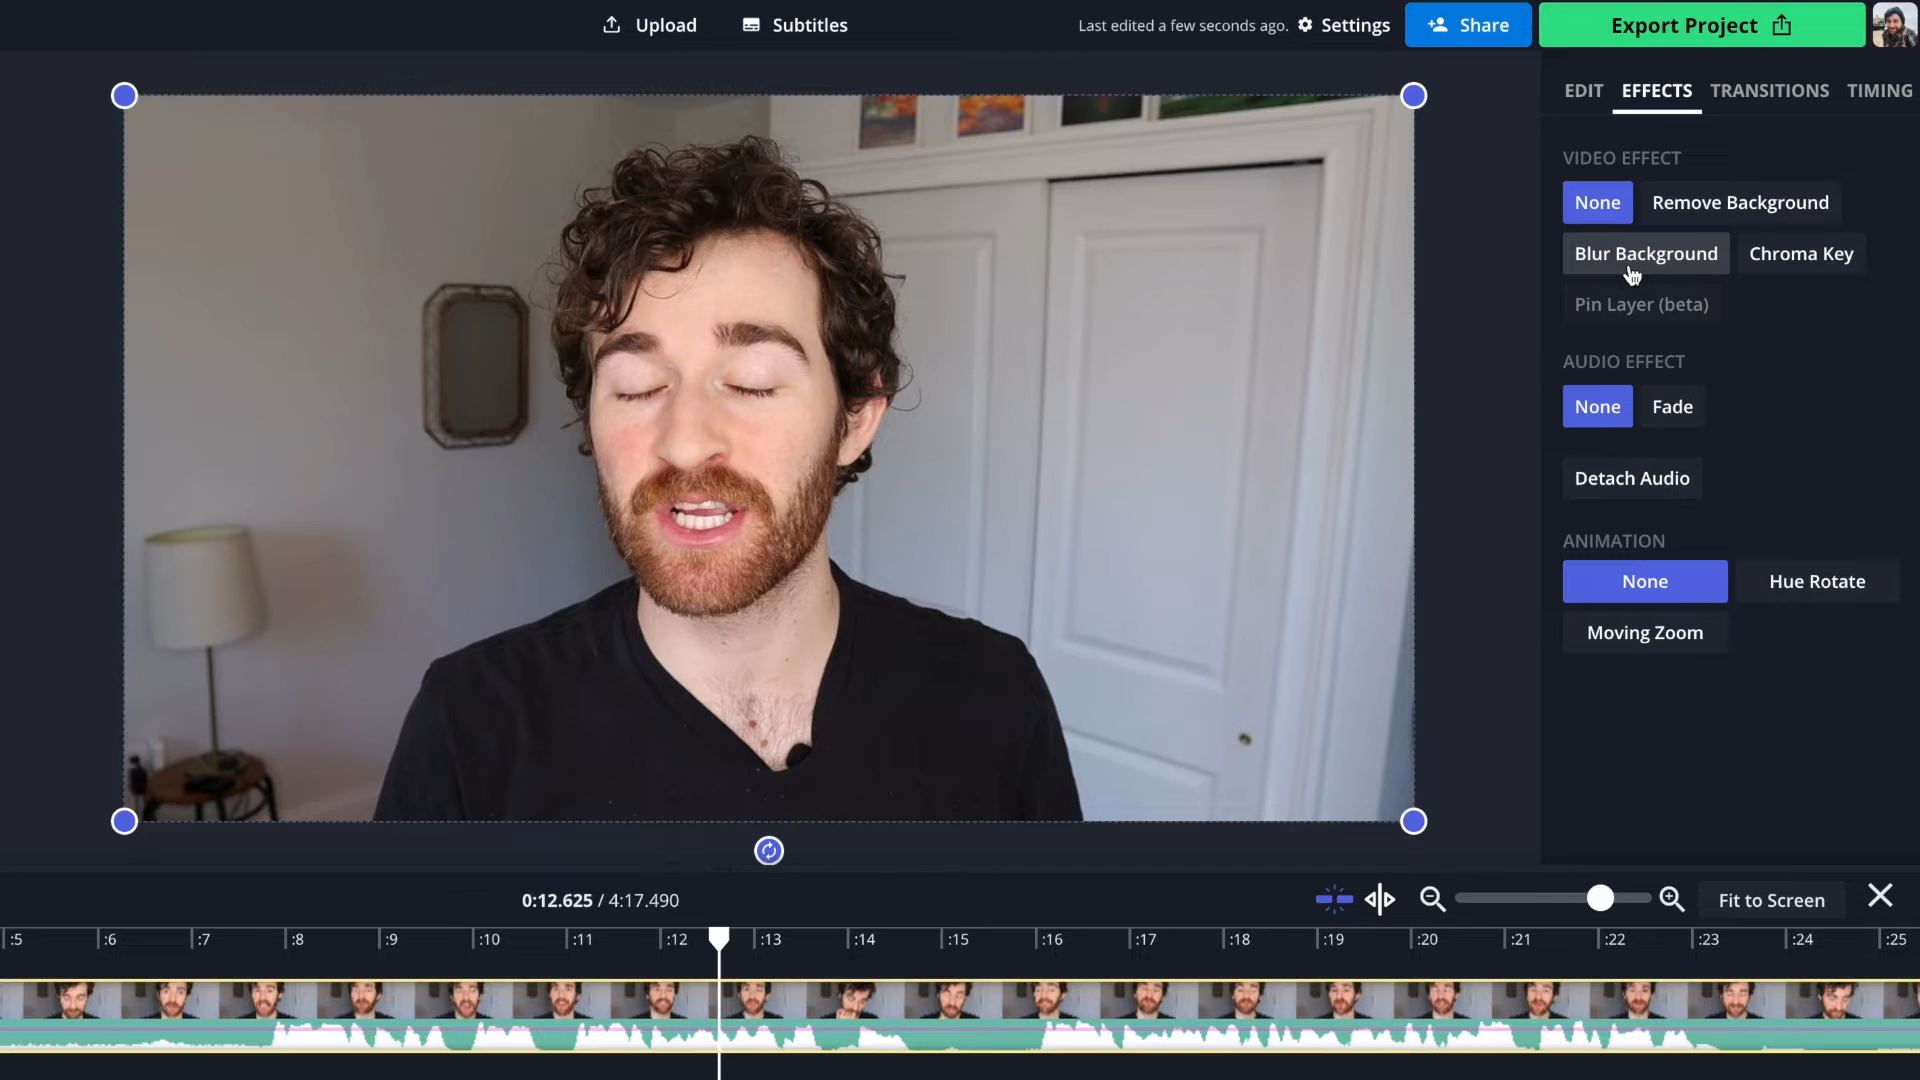 Upload
Subtitles
Last edited a few seconds ago.
Settings
Share
Export Project
EDIT
EFFECTS
TRANSITIONS
TIMING
VIDEO EFFECT
None
Remove Background
Blur Background
Chroma Key
Pin Layer (beta)
AUDIO EFFECT
None
Fade
Detach Audio
ANIMATION
None
Hue Rotate
Moving Zoom
0:12.625 / 4:17.490
Fit to Screen
:5 :6 :7 :8 :9 :10 :11 :12 :13 :14 :15 :16 :17 :18 :19 :20 :21 :22 :23 :24 :25